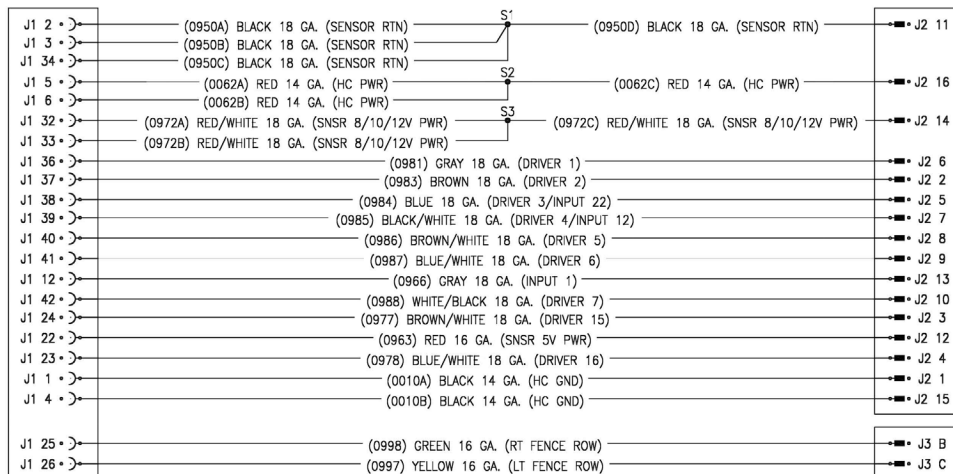 J1 2 (0950A) BLACK 18 GA. (SENSOR RTN) S1 (0950D) BLACK 18 GA. (SENSOR RTN) J2 11
J1 3 (0950B) BLACK 18 GA. (SENSOR RTN)
J1 34 (0950C) BLACK 18 GA. (SENSOR RTN)
J1 5 (0062A) RED 14 GA. (HC PWR) S2 (0062C) RED 14 GA. (HC PWR) J2 16
J1 6 (0062B) RED 14 GA. (HC PWR)
J1 32 (0972A) RED/WHITE 18 GA. (SNSR 8/10/12V PWR) S3 (0972C) RED/WHITE 18 GA. (SNSR 8/10/12V PWR) J2 14
J1 33 (0972B) RED/WHITE 18 GA. (SNSR 8/10/12V PWR)
J1 36 (0981) GRAY 18 GA. (DRIVER 1) J2 6
J1 37 (0983) BROWN 18 GA. (DRIVER 2) J2 2
J1 38 (0984) BLUE 18 GA. (DRIVER 3/INPUT 22) J2 5
J1 39 (0985) BLACK/WHITE 18 GA. (DRIVER 4/INPUT 12) J2 7
J1 40 (0986) BROWN/WHITE 18 GA. (DRIVER 5) J2 8
J1 41 (0987) BLUE/WHITE 18 GA. (DRIVER 6) J2 9
J1 12 (0966) GRAY 18 GA. (INPUT 1) J2 13
J1 42 (0988) WHITE/BLACK 18 GA. (DRIVER 7) J2 10
J1 24 (0977) BROWN/WHITE 18 GA. (DRIVER 15) J2 3
J1 22 (0963) RED 16 GA. (SNSR 5V PWR) J2 12
J1 23 (0978) BLUE/WHITE 18 GA. (DRIVER 16) J2 4
J1 1 (0010A) BLACK 14 GA. (HC GND) J2 1
J1 4 (0010B) BLACK 14 GA. (HC GND) J2 15
J1 25 (0998) GREEN 16 GA. (RT FENCE ROW) J3 B
J1 26 (0997) YELLOW 16 GA. (LT FENCE ROW) J3 C